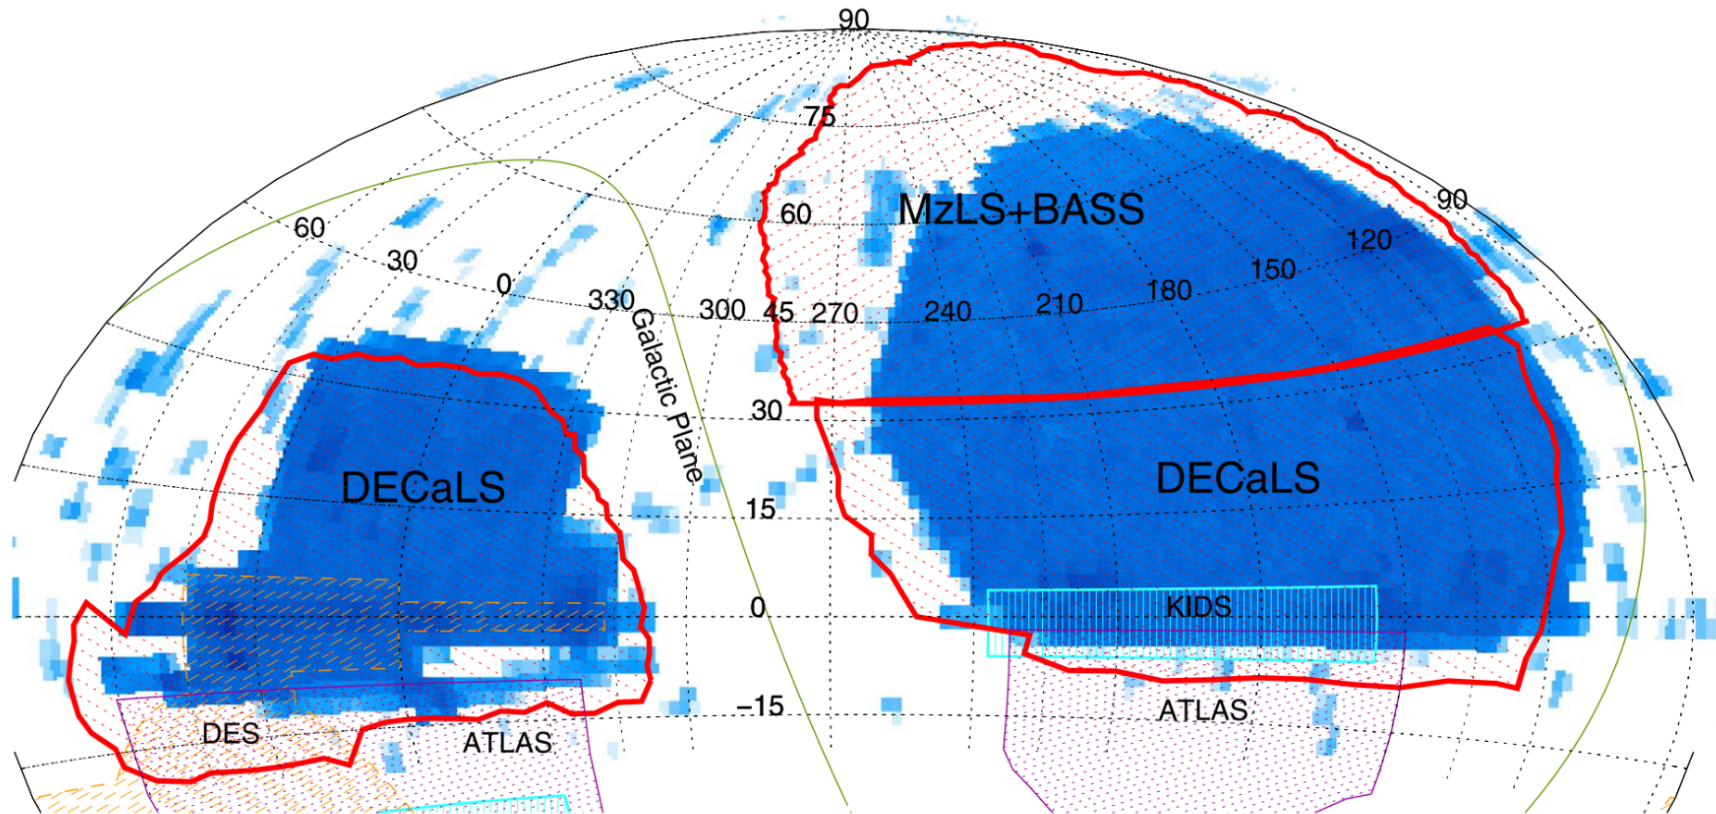 90
75
60
MzLS+BASS
90
60
120
30
150
0
180
330
300
45
270
240
210
Galactic Plane
30
DECaLS
DECaLS
15
0
KIDS
−15
DES
ATLAS
ATLAS